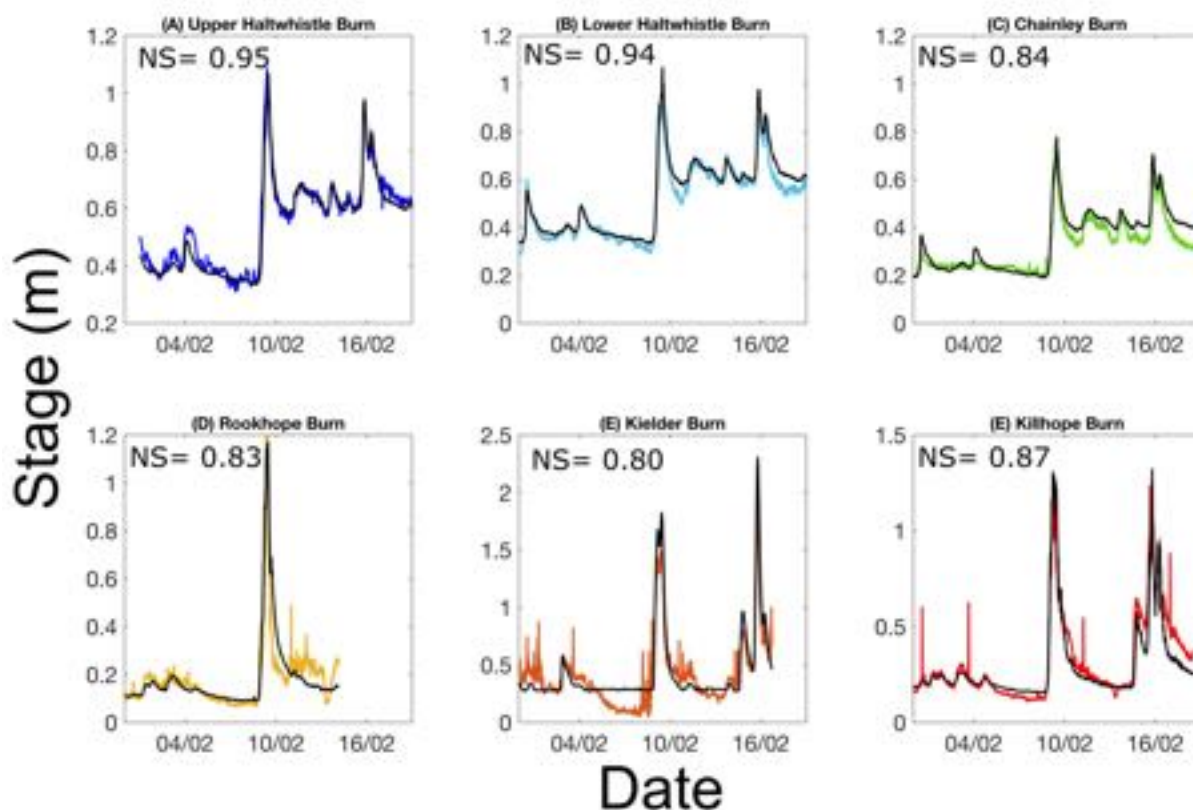 (A) Upper Haltwhistle Burn
(B) Lower Haltwhistle Burn
(C) Chainley Burn
NS= 0.95
NS= 0.94
NS= 0.84
1.2
1
0.8
0.6
0.4
0.2
1.2
1
0.8
0.6
0.4
0.2
0
1.2
1
0.8
0.6
0.4
0.2
0
04/02 10/02 16/02
04/02 10/02 16/02
04/02 10/02 16/02
Stage (m)
(D) Rookhope Burn
(E) Kielder Burn
(E) Killhope Burn
NS= 0.83
NS= 0.80
NS= 0.87
1.2
1
0.8
0.6
0.4
0.2
0
2.5
2
1.5
1
0.5
0
1.5
1
0.5
0
04/02 10/02 16/02
04/02 10/02 16/02
04/02 10/02 16/02
Date